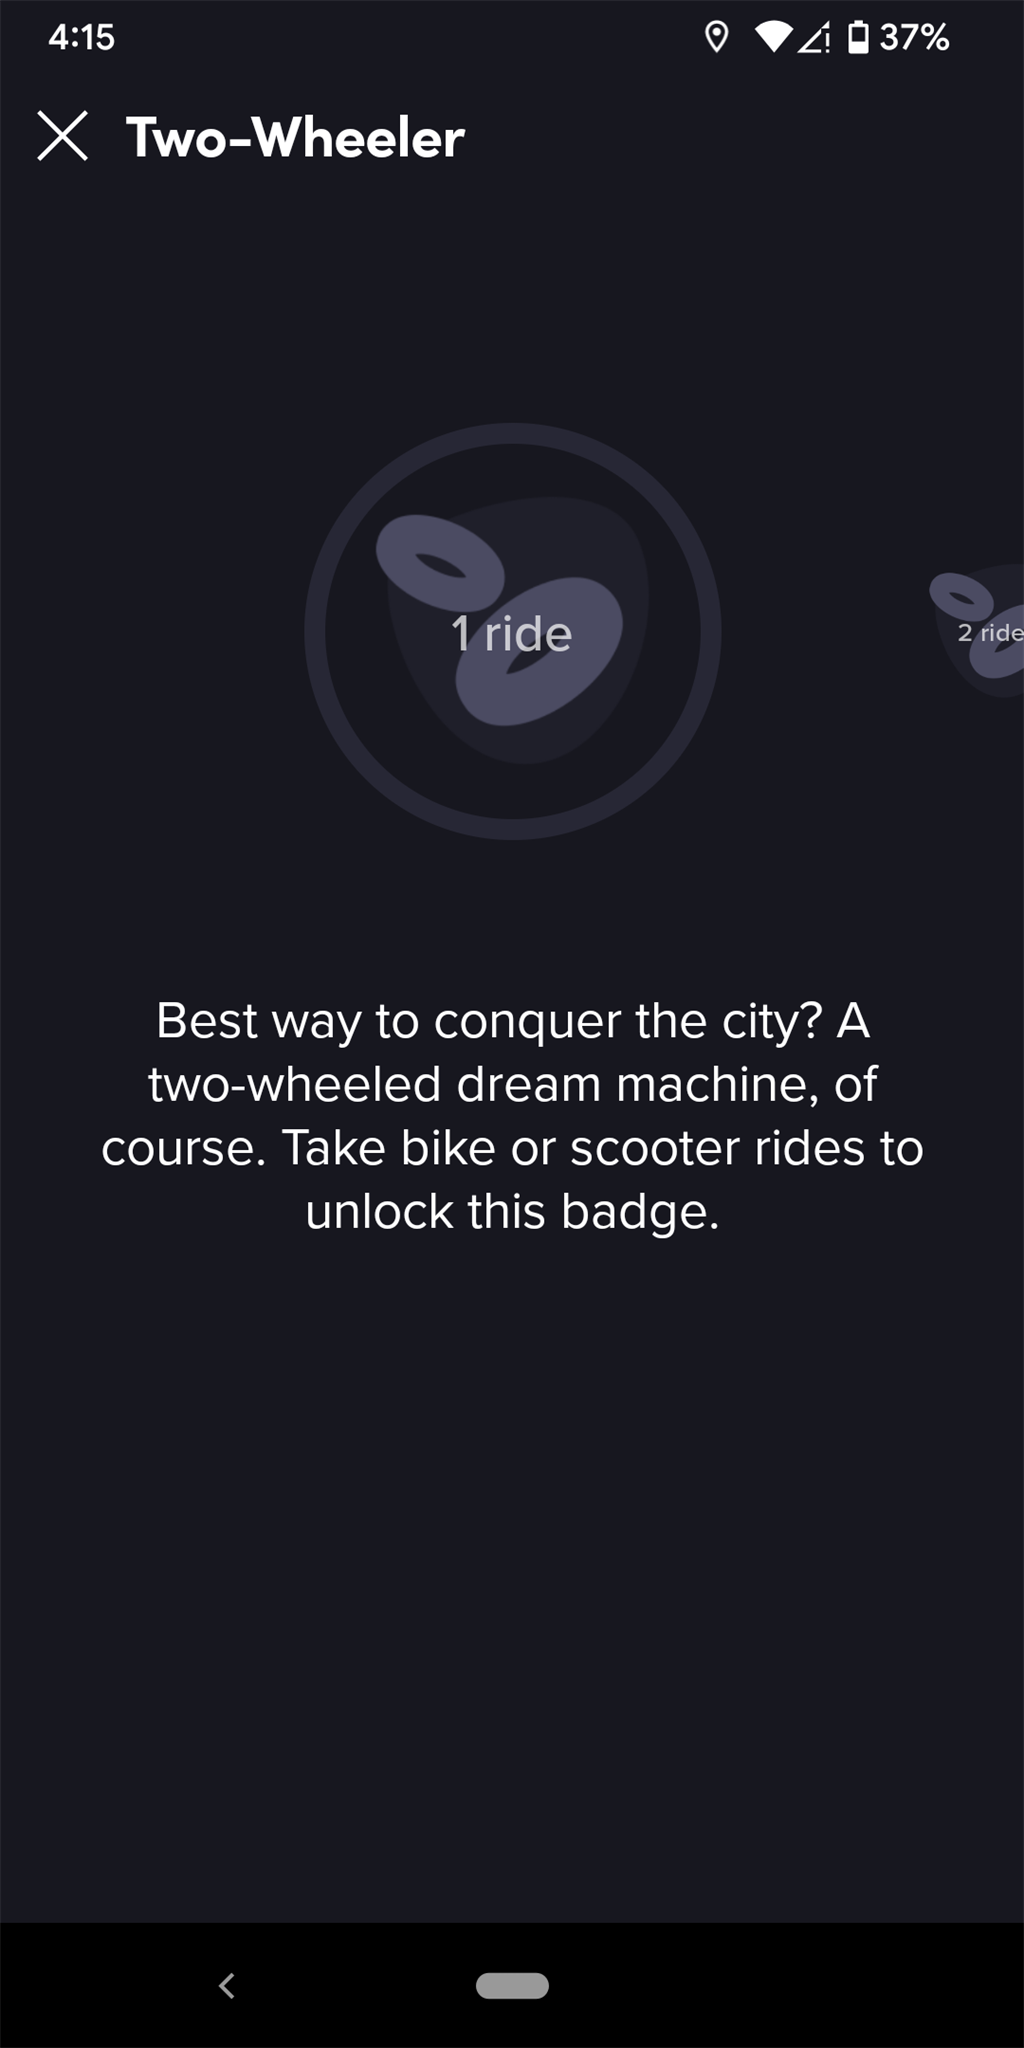 4:15
37%
Two-Wheeler
1 ride
2 ride
Best way to conquer the city? A
two-wheeled dream machine, of
course. Take bike or scooter rides to
unlock this badge.